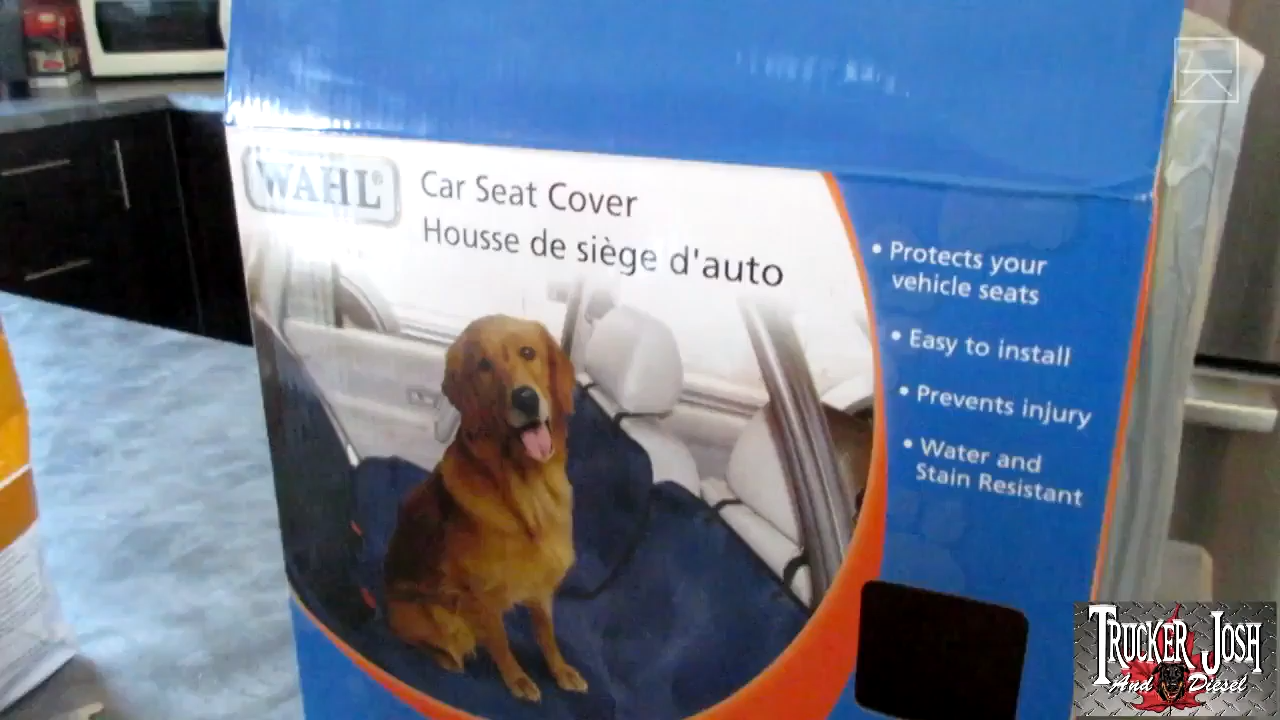 WAHL®
Car Seat Cover
Housse de siège d'auto
• Protects your
vehicle seats
• Easy to install
• Prevents injury
• Water and
Stain Resistant
TRUCKER JOSH
And Diesel